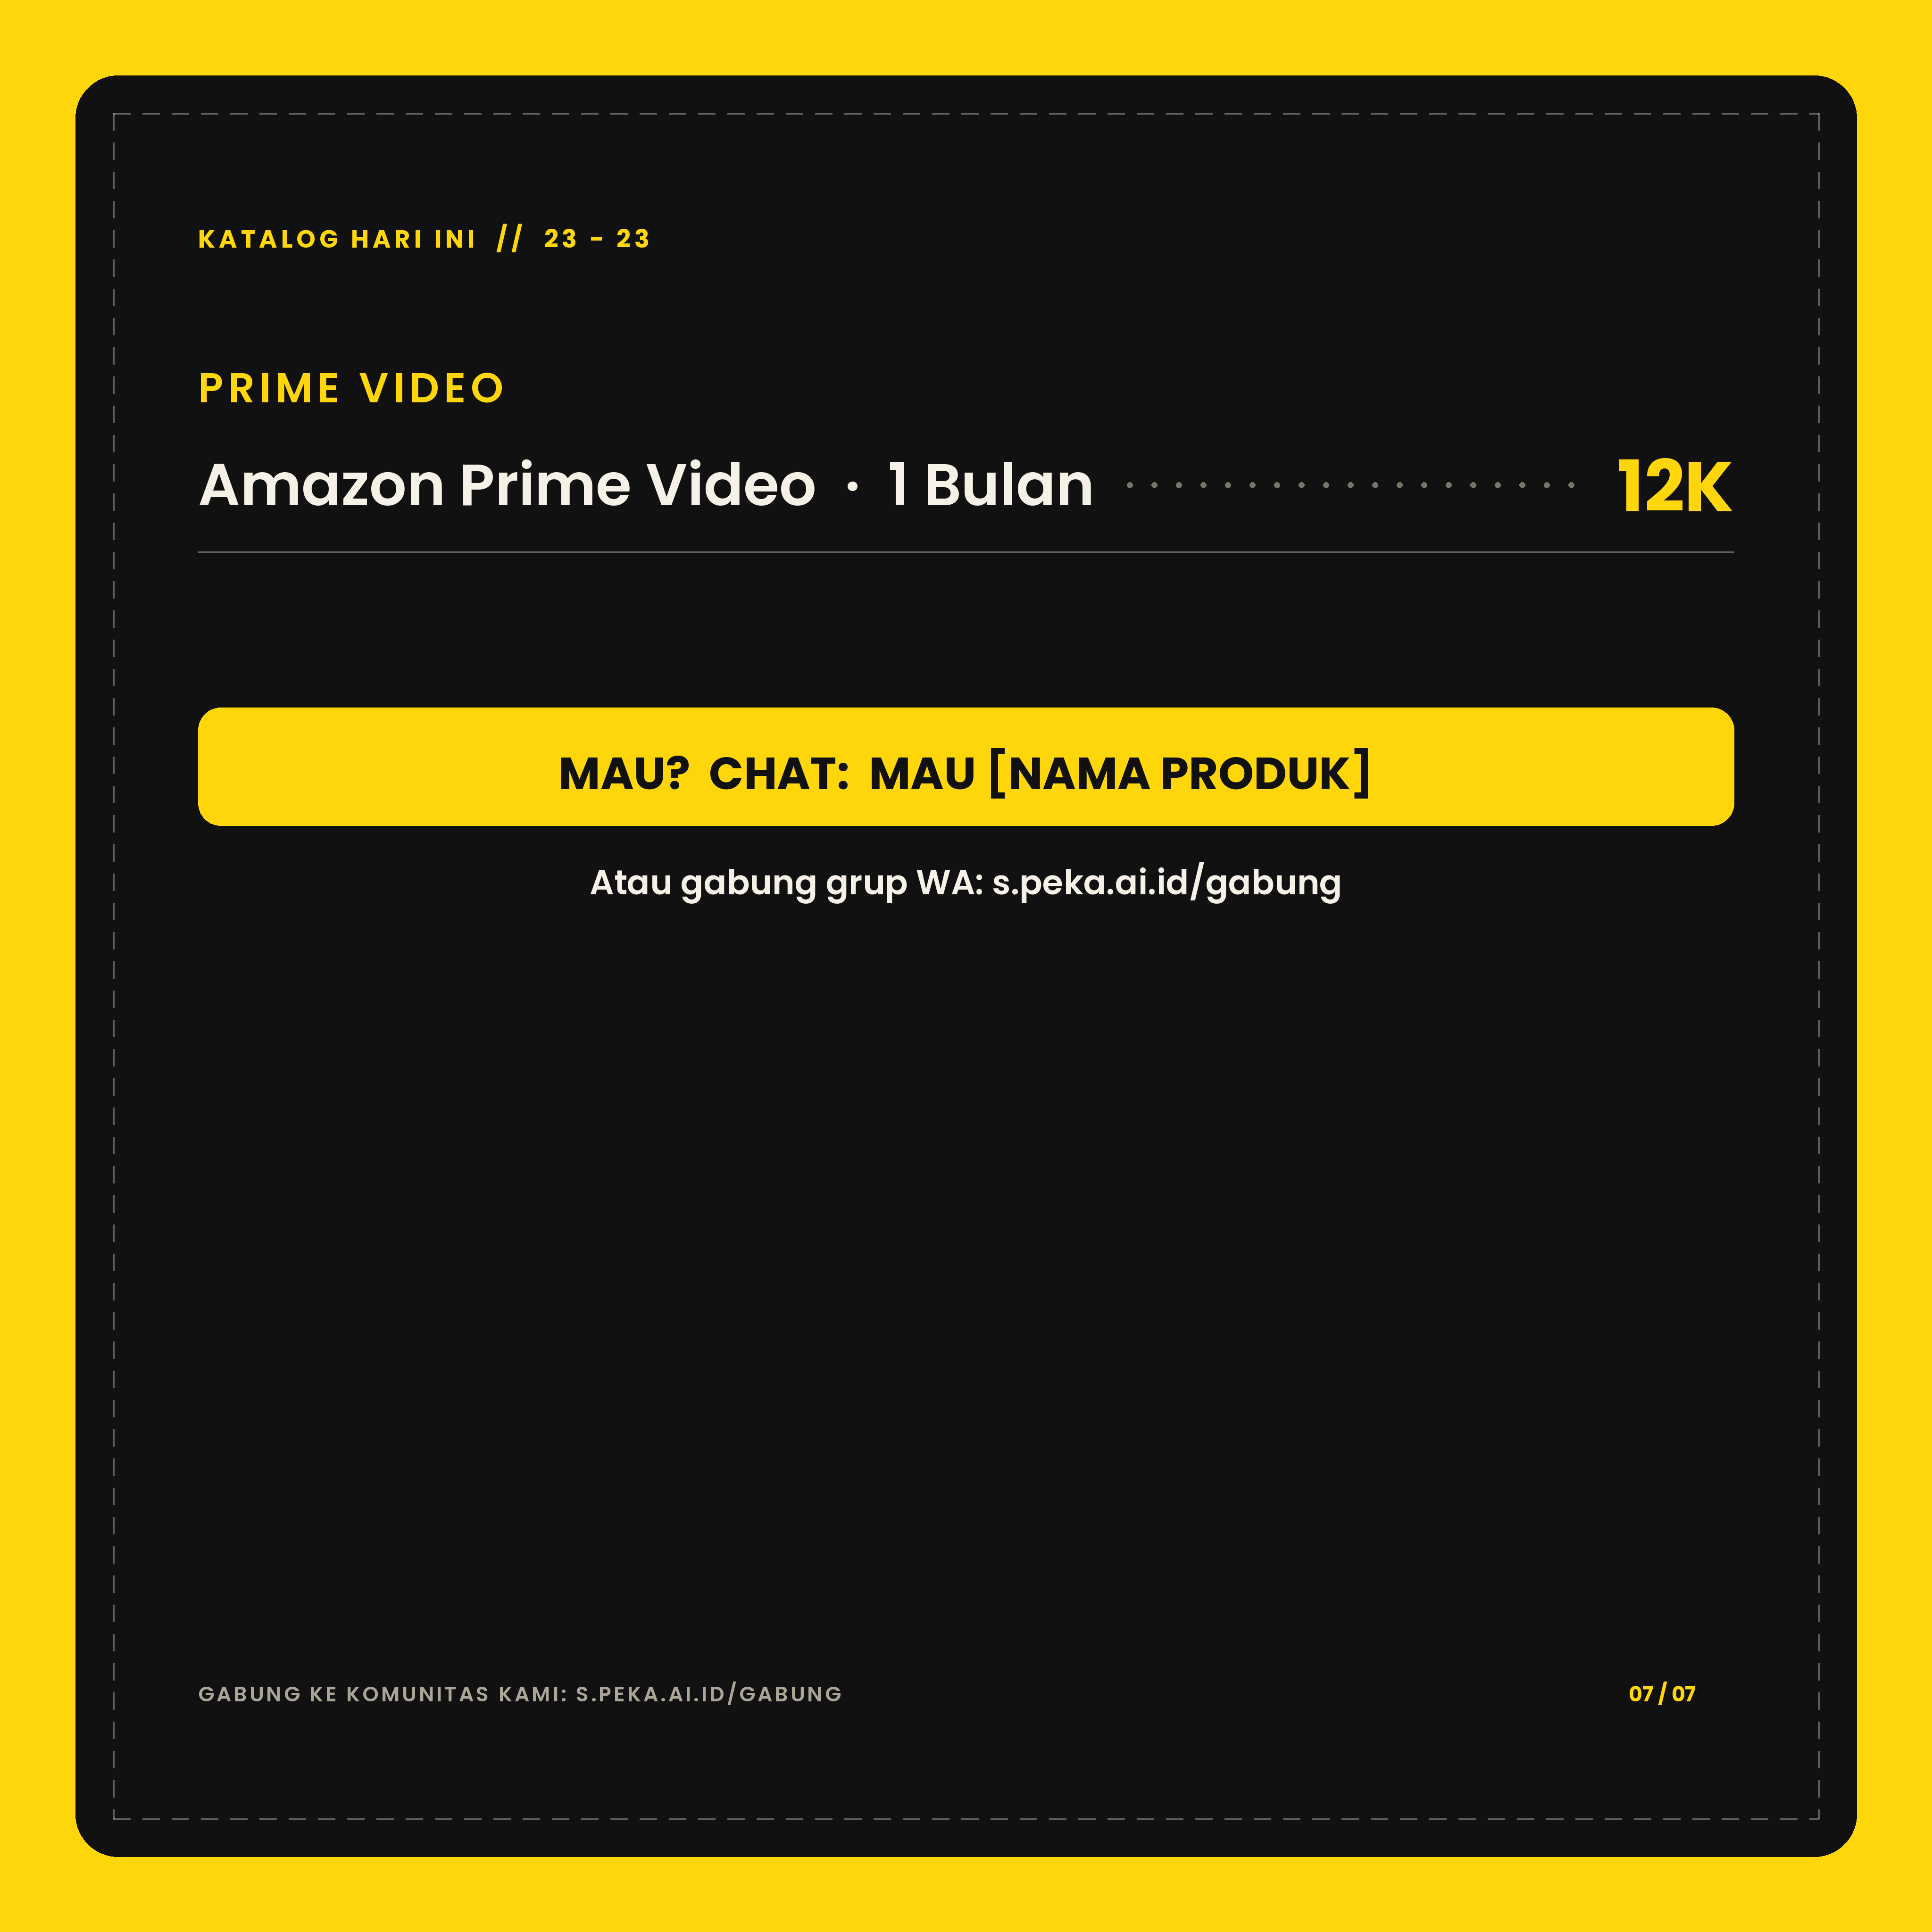 KATALOG HARI INI // 23 - 23
PRIME VIDEO
Amazon Prime Video · 1 Bulan ................... 12K
MAU? CHAT: MAU [NAMA PRODUK]
Atau gabung grup WA: s.peka.ai.id/gabung
GABUNG KE KOMUNITAS KAMI: S.PEKA.AI.ID/GABUNG
07 / 07